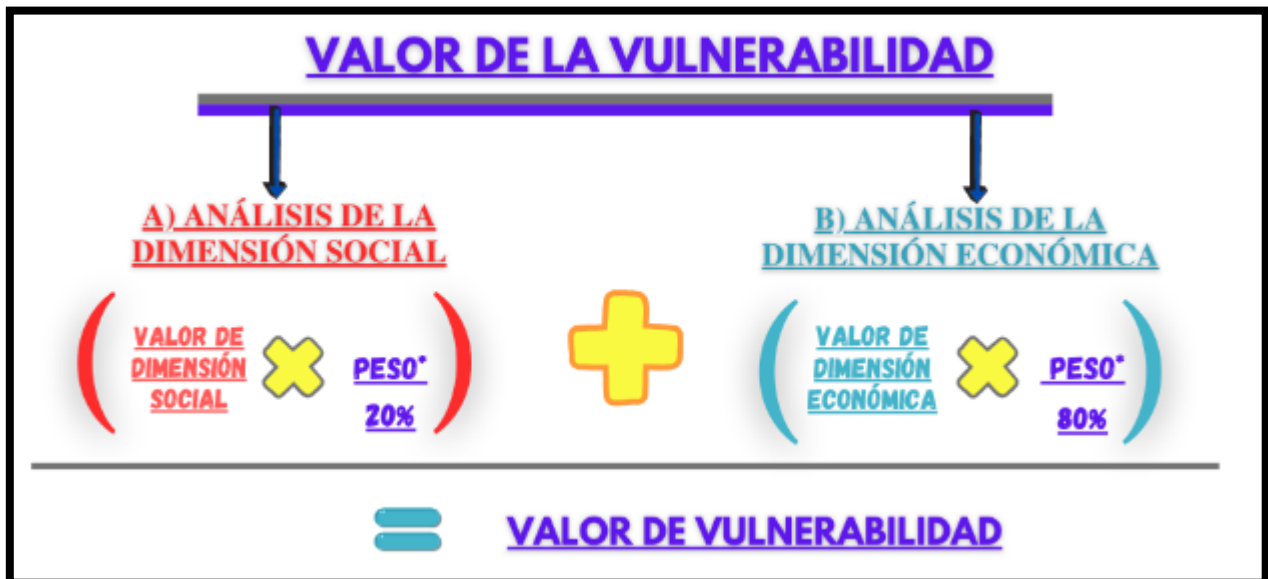 VALOR DE LA VULNERABILIDAD
A) ANÁLISIS DE LA
DIMENSIÓN SOCIAL
(VALOR DE
DIMENSIÓN
SOCIAL
PESO*
20%)
B) ANÁLISIS DE LA
DIMENSIÓN ECONÓMICA
(VALOR DE
DIMENSIÓN
ECONÓMICA
PESO*
80%)
= VALOR DE VULNERABILIDAD